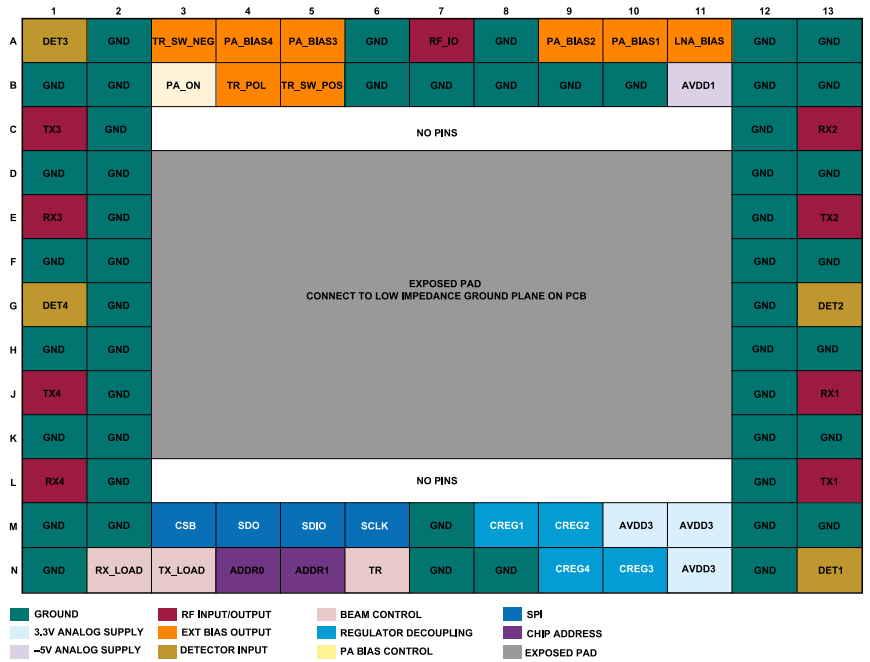 1 2 3 4 5 6 7 8 9 10 11 12 13
A DET3 GND TR_SW_NEG PA_BIAS4 PA_BIAS3 GND RF_IO GND PA_BIAS2 PA_BIAS1 LNA_BIAS GND GND
B GND GND PA_ON TR_POL TR_SW_POS GND GND GND GND GND AVDD1 GND GND
C TX3 GND NO PINS GND RX2
D GND GND GND GND
E RX3 GND GND TX2
F GND GND GND GND
EXPOSED PAD
CONNECT TO LOW IMPEDANCE GROUND PLANE ON PCB
G DET4 GND GND DET2
H GND GND GND GND
J TX4 GND GND RX1
K GND GND GND GND
L RX4 GND NO PINS GND TX1
M GND GND CSB SDO SDIO SCLK GND CREG1 CREG2 AVDD3 AVDD3 GND GND
N GND RX_LOAD TX_LOAD ADDR0 ADDR1 TR GND GND CREG4 CREG3 AVDD3 GND DET1
GROUND RF INPUT/OUTPUT BEAM CONTROL SPI
3.3V ANALOG SUPPLY EXT BIAS OUTPUT REGULATOR DECOUPLING CHIP ADDRESS
–5V ANALOG SUPPLY DETECTOR INPUT PA BIAS CONTROL EXPOSED PAD